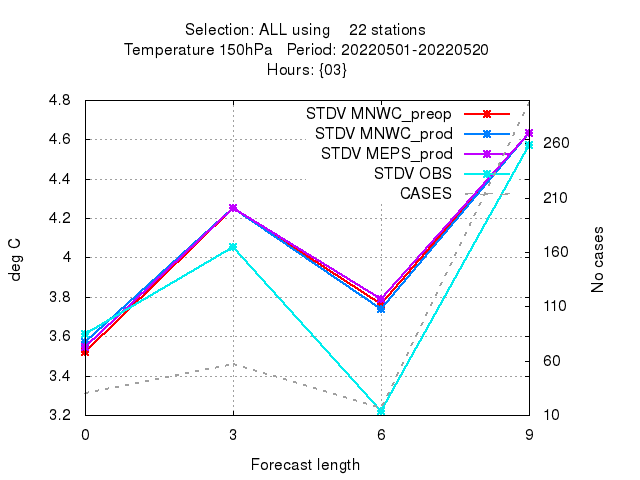 Selection: ALL using    22 stations
Temperature 150hPa   Period: 20220501-20220520
Hours: {03}
STDV MNWC_preop
STDV MNWC_prod
STDV MEPS_prod
STDV OBS
CASES
4.8
4.6
4.4
4.2
4
3.8
3.6
3.4
3.2
260
210
160
110
60
10
deg C
No cases
0 3 6 9
Forecast length